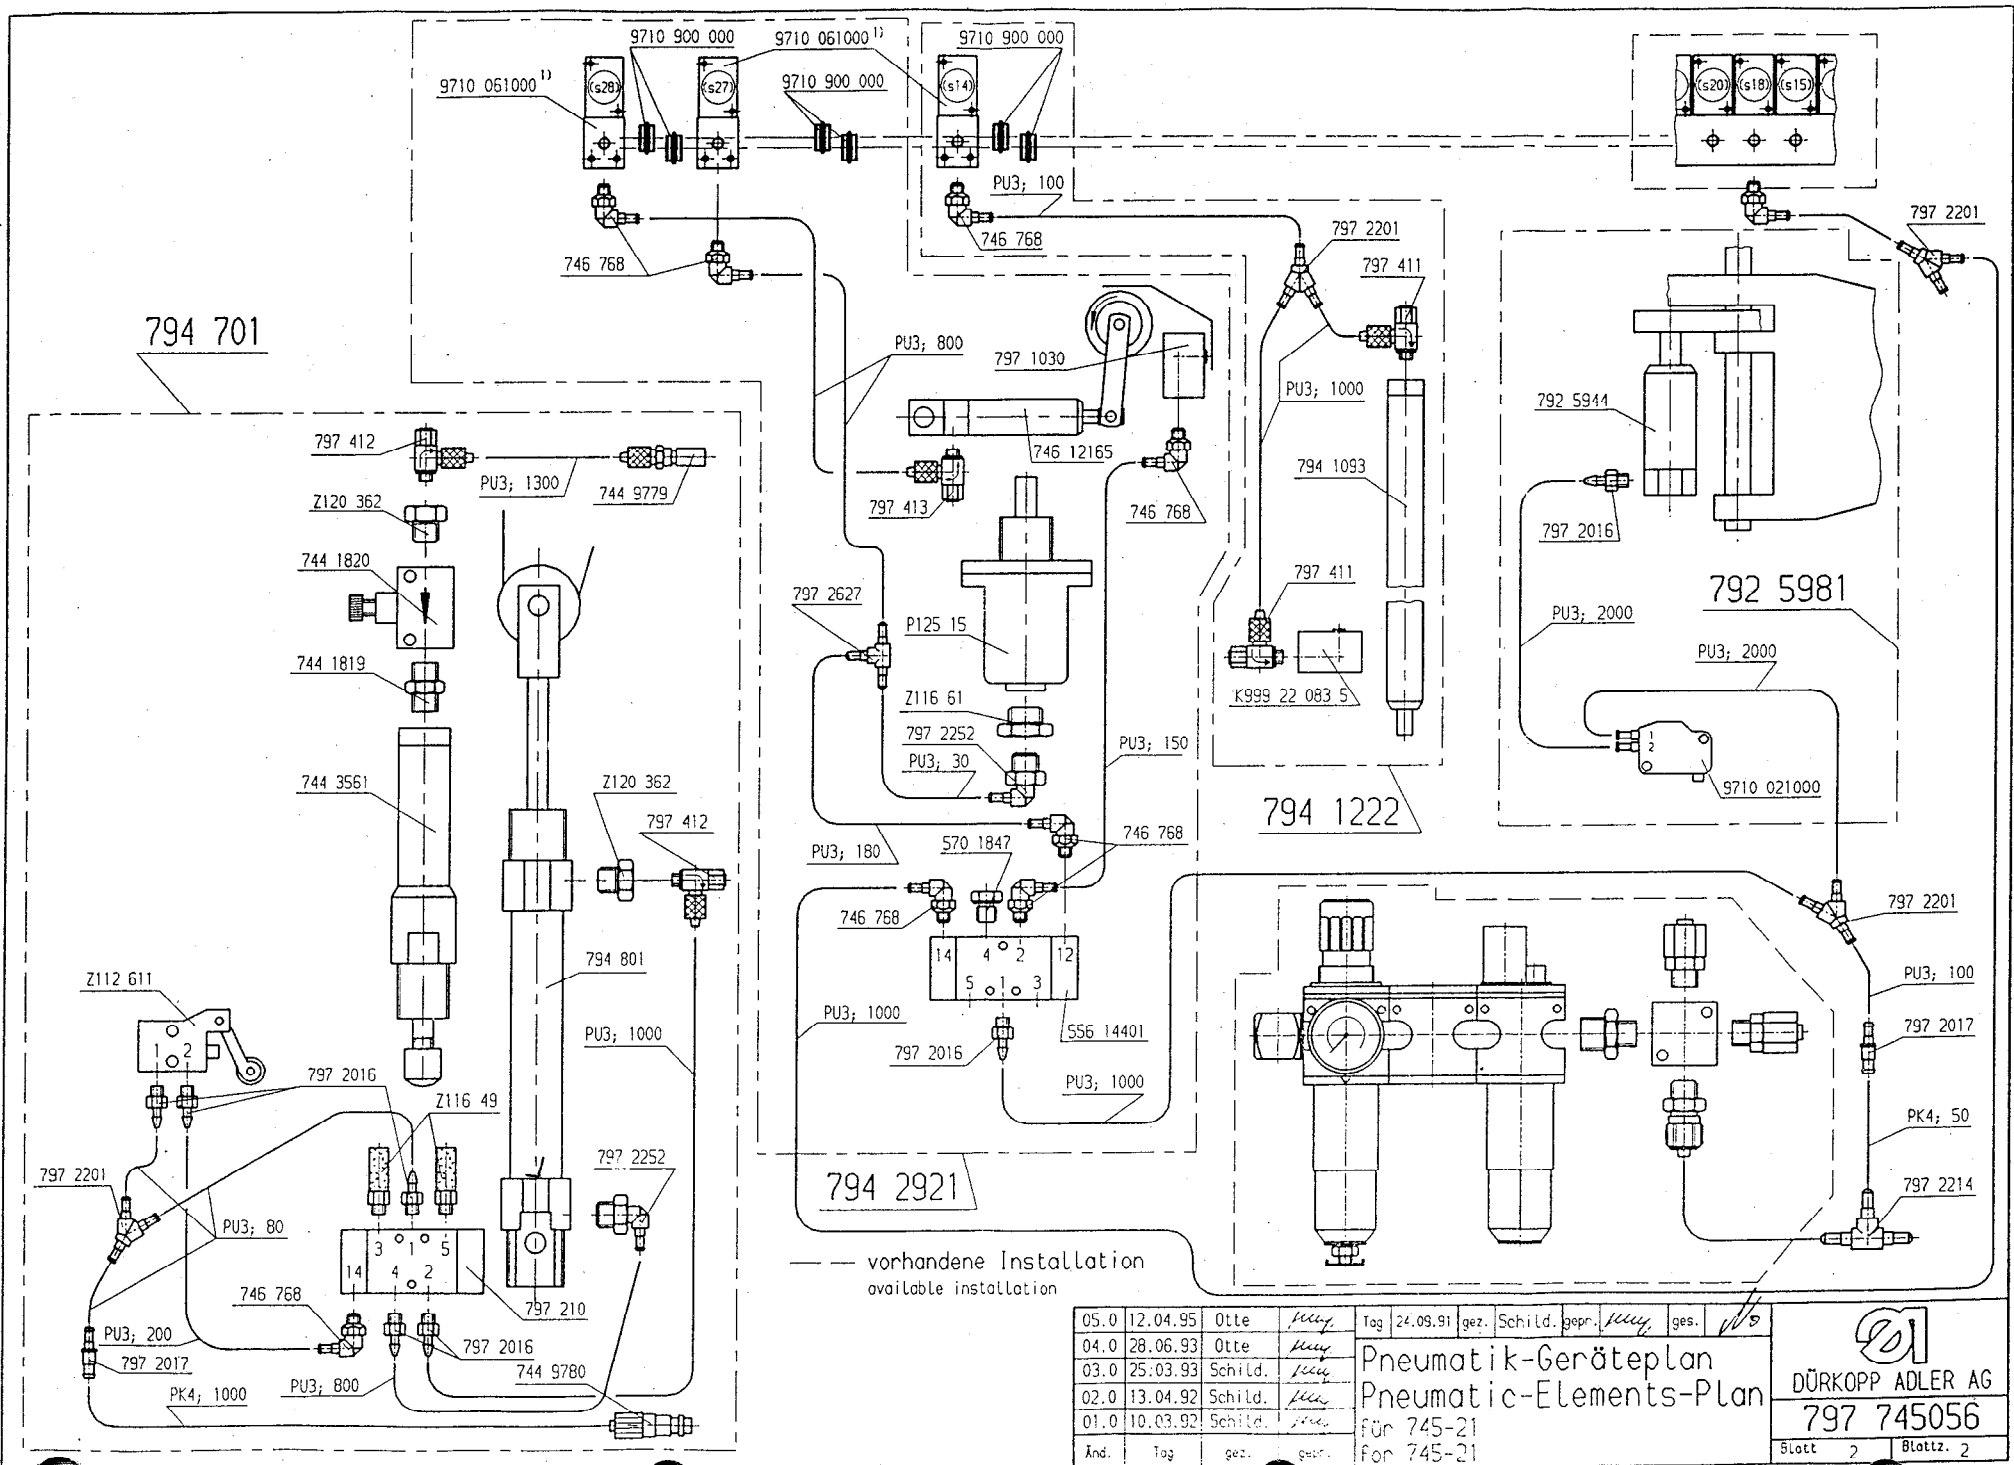 9710 900 000
9710 061000 1)
9710 900 000
9710 061000 1)
9710 900 000
(s28)
(s27)
(s14)
(s20)
(s18)
(s15)
PU3; 100
746 768
746 768
797 2201
797 2201
797 411
794 701
PU3; 800
797 1030
PU3; 1000
792 5944
797 412
PU3; 1300
744 9779
746 12165
797 413
746 768
794 1093
797 2016
Z120 362
744 1820
797 2627
P125 15
797 411
792 5981
PU3; 2000
PU3; 2000
744 1819
K999 22 083 5
Z116 61
797 2252
PU3; 30
PU3; 150
1
2
9710 021000
744 3561
Z120 362
797 412
794 1222
PU3; 180
570 1847
746 768
746 768
797 2201
14
4
2
12
5
1
3
794 801
Z112 611
1
2
PU3; 1000
PU3; 1000
797 2016
556 14401
PU3; 1000
PU3; 100
797 2017
797 2016
Z116 49
PK4; 50
797 2201
797 2252
794 2921
797 2214
PU3; 80
3
1
5
14
4
2
746 768
797 210
PU3; 200
797 2017
797 2016
744 9780
PU3; 800
PK4; 1000
vorhandene Installation
available installation
05.0 12.04.95 Otte
04.0 28.06.93 Otte
03.0 25.03.93 Schild.
02.0 13.04.92 Schild.
01.0 10.03.92 Schild.
Änd. Tag gez. gepr.
Tag 24.09.91 gez. Schild. gepr. ges.
Pneumatik-Geräteplan
Pneumatic-Elements-Plan
für 745-21
for 745-21
DÜRKOPP ADLER AG
797 745056
Blatt 2 Blattz. 2